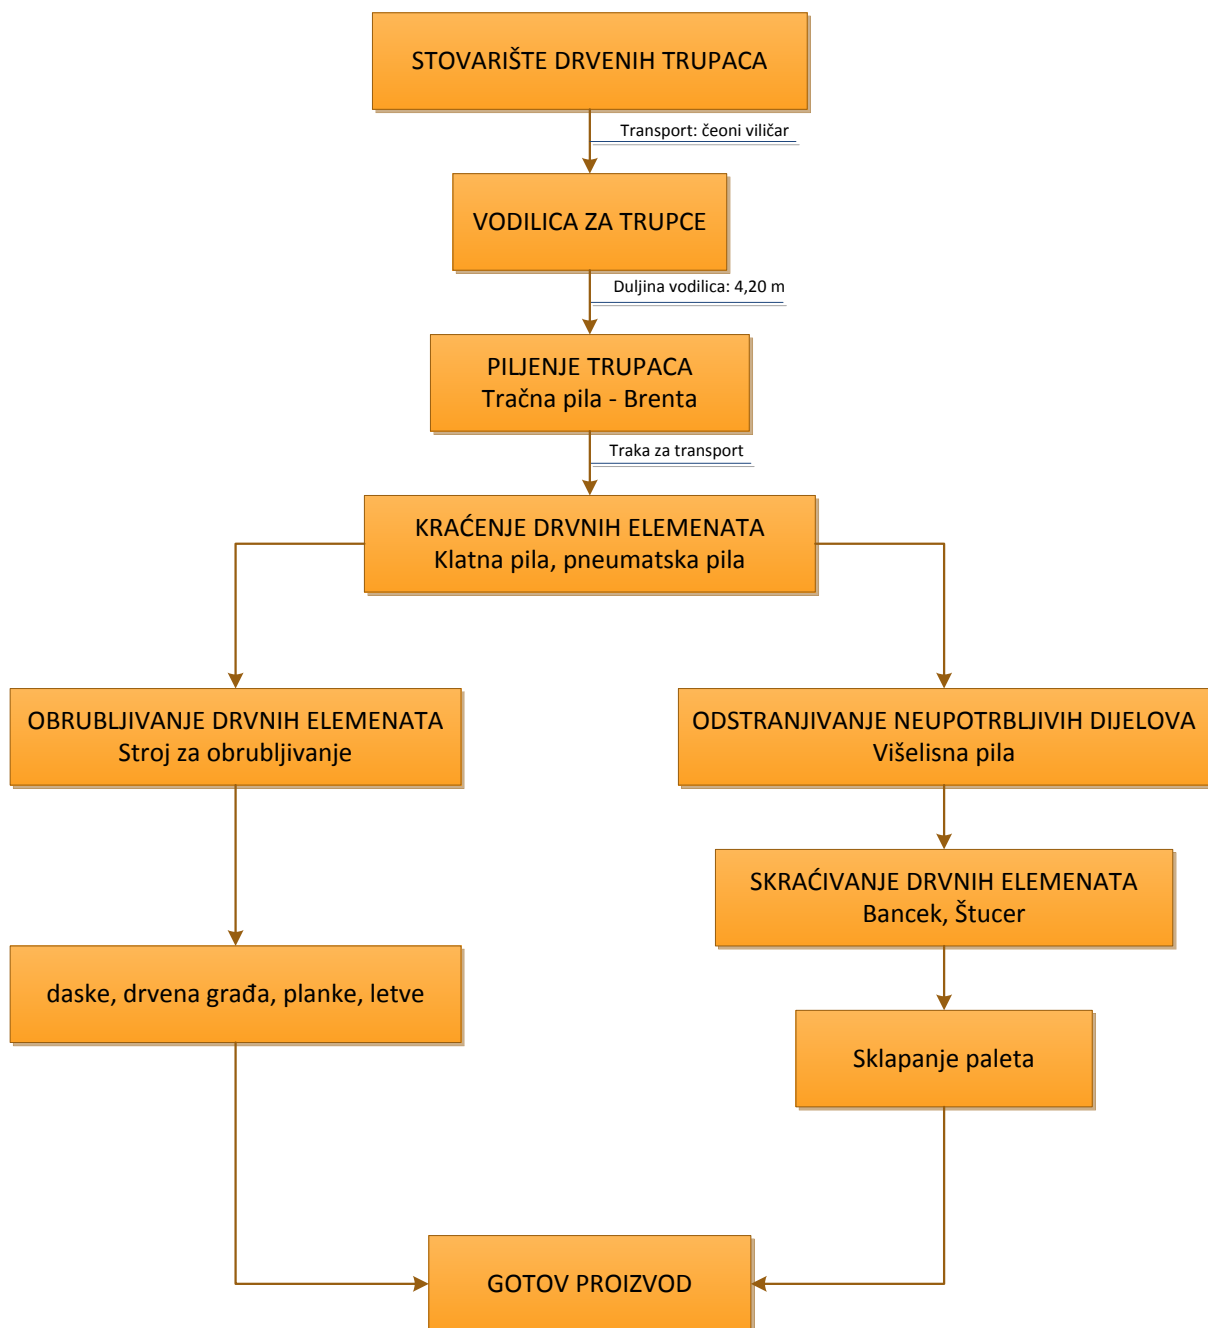 STOVARIŠTE DRVENIH TRUPACA
Transport: čeoni viličar
VODILICA ZA TRUPCE
Duljina vodilica: 4,20 m
PILJENJE TRUPACA
Tračna pila - Brenta
Traka za transport
KRAĆENJE DRVNIH ELEMENATA
Klatna pila, pneumatska pila
OBRUBLJIVANJE DRVNIH ELEMENATA
Stroj za obrubljivanje
ODSTRANJIVANJE NEUPOTRBLJIVIH DIJELOVA
Višelisna pila
SKRAĆIVANJE DRVNIH ELEMENATA
Bancek, Štucer
daske, drvena građa, planke, letve
Sklapanje paleta
GOTOV PROIZVOD